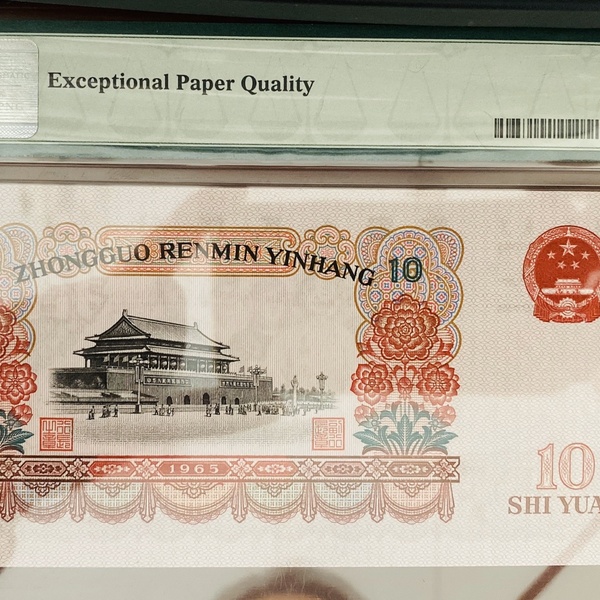 Exceptional Paper Quality
ZHONGGUO RENMIN YINHANG 10
1965
10
SHI YUA